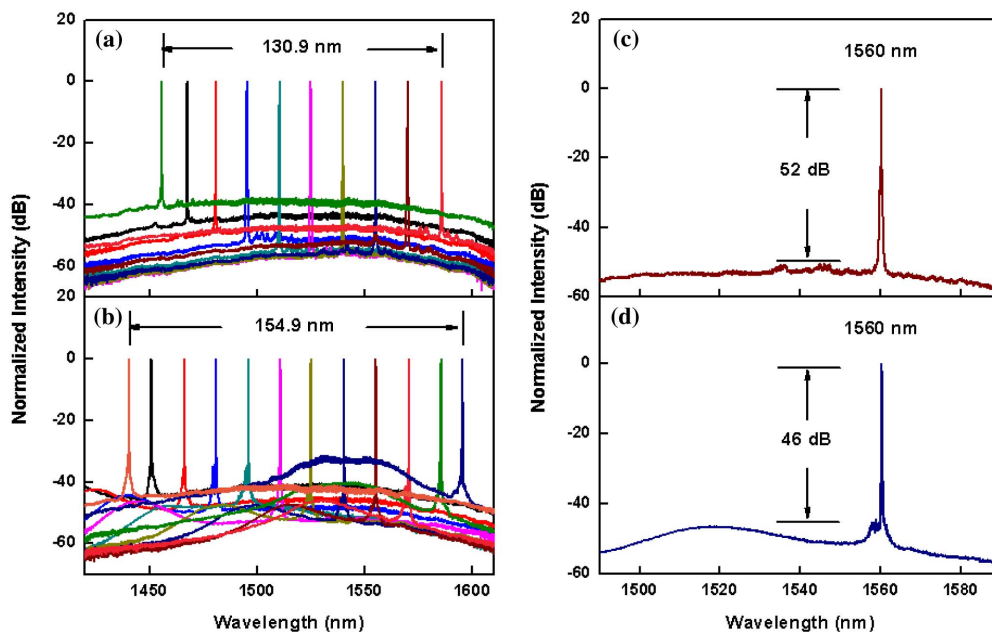 Normalized Intensity (dB)
20
0
-20
-40
-60
20
0
-20
-40
-60
(a)
130.9 nm
(b)
154.9 nm
1450
1500
1550
1600
Wavelength (nm)
Normalized Intensity (dB)
20
0
-20
-40
-60
20
0
-20
-40
-60
(c)
1560 nm
52 dB
(d)
1560 nm
46 dB
1500
1520
1540
1560
1580
Wavelength (nm)